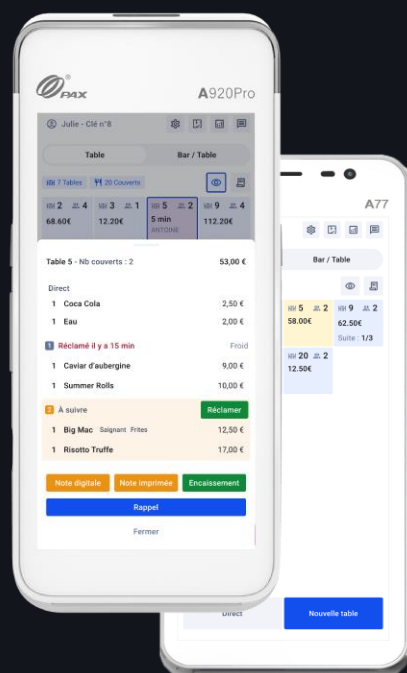 PAX A920Pro
Julie - Clé n°8
Table Bar / Table
7 Tables 20 Couverts
2 4 3 1 5 2 9 4
68.60€ 12.20€ 5 min 112.20€
ANTOINE
Table 5 - Nb couverts : 2 53,00 €
Direct
1 Coca Cola 2,50 €
1 Eau 2,00 €
1 Réclamé il y a 15 min Froid
1 Caviar d'aubergine 9,00 €
1 Summer Rolls 10,00 €
2 À suivre Réclamer
1 Big Mac Saignant Frites 12,50 €
1 Risotto Truffe 17,00 €
Note digitale Note imprimée Encaissement
Rappel
Fermer
A77
Bar / Table
5 2 9 2
58.00€ 62.50€
Suite : 1/3
20 2
12.50€
Direct Nouvelle table